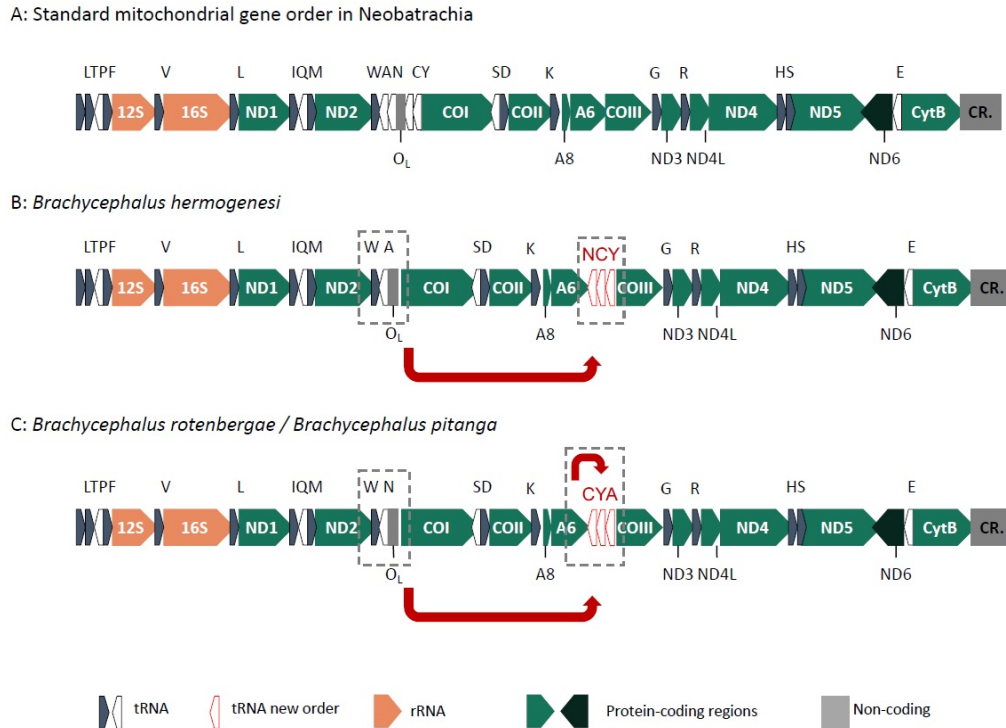 A: Standard mitochondrial gene order in Neobatrachia
LTPF V L IQM WAN CY SD K G R HS E
12S 16S ND1 ND2 COI COII A6 COIII ND4 ND5 CytB CR.
OL A8 ND3 ND4L ND6
B: Brachycephalus hermogenesi
LTPF V L IQM W A SD K NCY G R HS E
12S 16S ND1 ND2 COI COII A6 COIII ND4 ND5 CytB CR.
OL A8 ND3 ND4L ND6
C: Brachycephalus rotenbergae / Brachycephalus pitanga
LTPF V L IQM W N SD K CYA G R HS E
12S 16S ND1 ND2 COI COII A6 COIII ND4 ND5 CytB CR.
OL A8 ND3 ND4L ND6
tRNA tRNA new order rRNA Protein-coding regions Non-coding